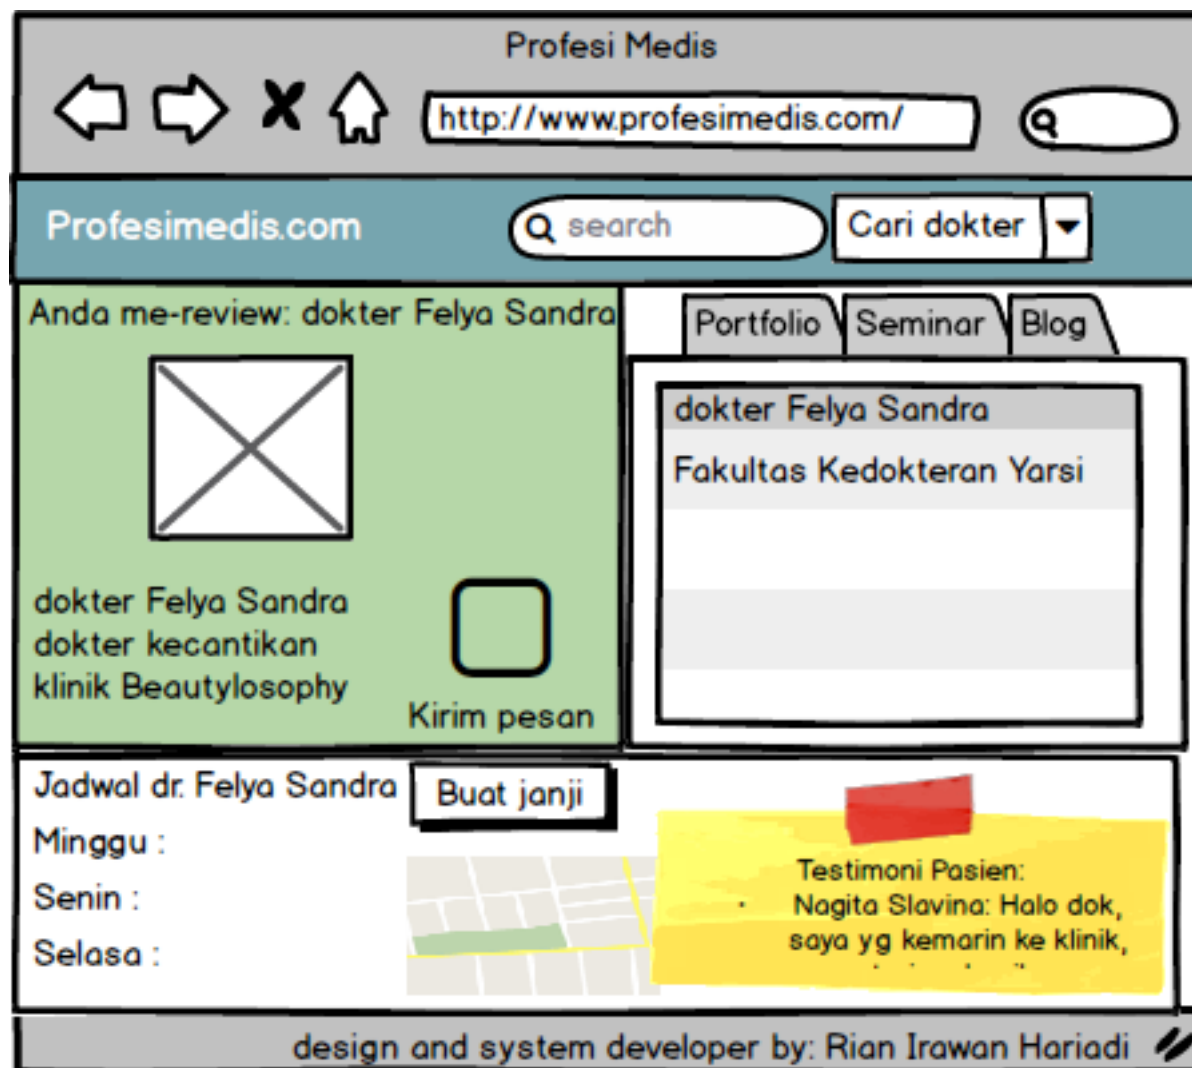 Profesi Medis
http://www.profesimedis.com/
Profesimedis.com
search
Cari dokter
Anda me-review: dokter Felya Sandra
dokter Felya Sandra
dokter kecantikan
klinik Beautylosophy
Kirim pesan
Portfolio
Seminar
Blog
dokter Felya Sandra
Fakultas Kedokteran Yarsi
Jadwal dr. Felya Sandra
Buat janji
Minggu :
Senin :
Selasa :
Testimoni Pasien:
Nagita Slavina: Halo dok,
saya yg kemarin ke klinik,
design and system developer by: Rian Irawan Hariadi